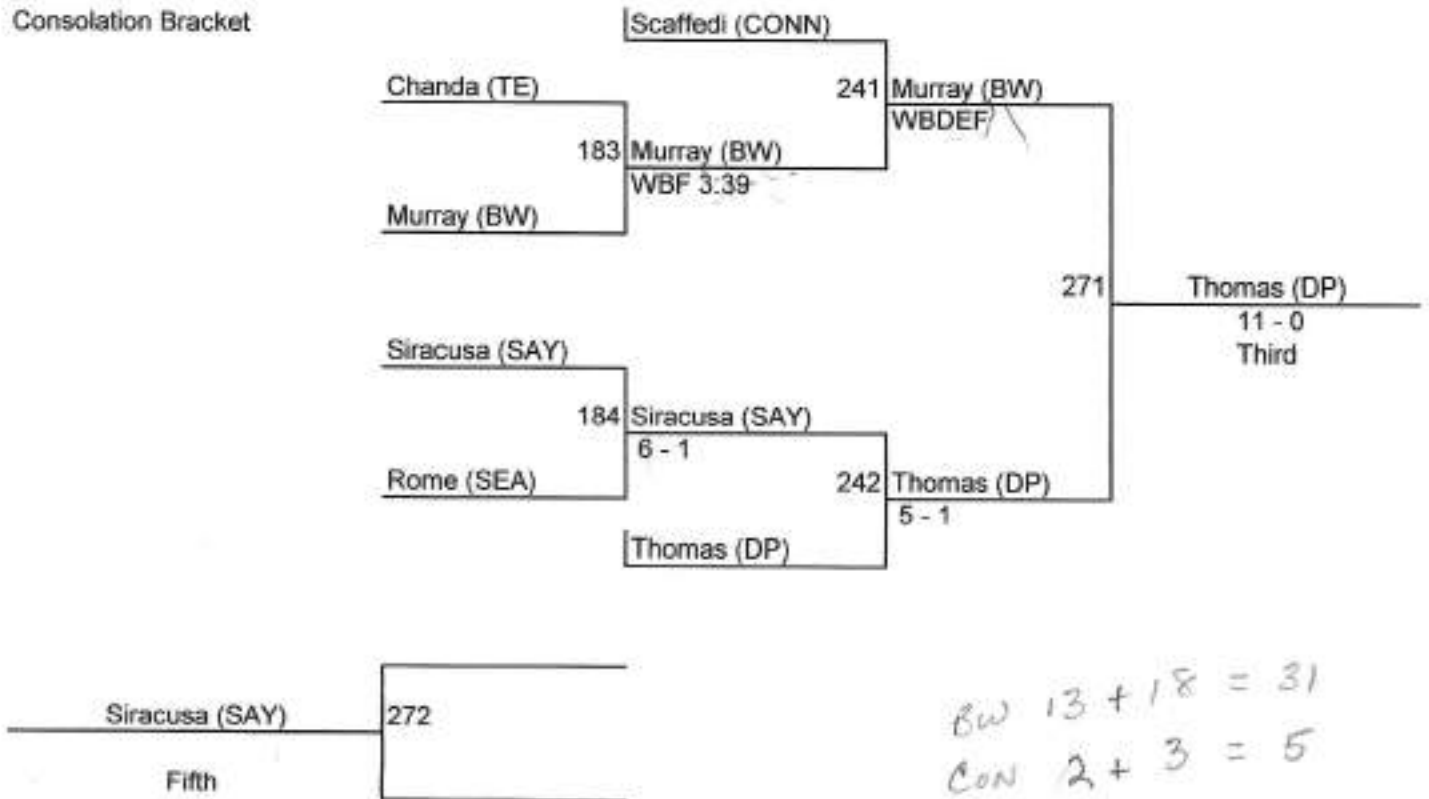 Consolation Bracket
Scaffedi (CONN)
Chanda (TE)
241 Murray (BW)
WBDEF
183 Murray (BW)
WBF 3:39
Murray (BW)
271 Thomas (DP)
11 - 0
Third
Siracusa (SAY)
184 Siracusa (SAY)
6 - 1
Rome (SEA)
242 Thomas (DP)
5 - 1
Thomas (DP)
Siracusa (SAY) 272
Fifth
BW 13 + 18 = 31
CON 2 + 3 = 5